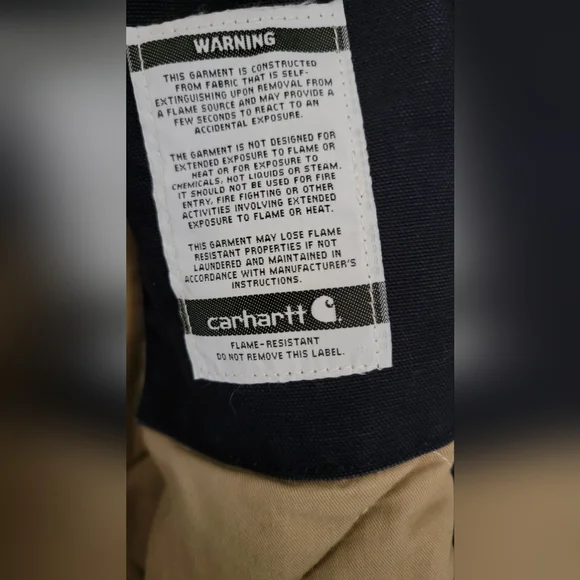 WARNING
THIS GARMENT IS CONSTRUCTED
FROM FABRIC THAT IS SELF-
EXTINGUISHING UPON REMOVAL FROM
A FLAME SOURCE AND MAY PROVIDE A
FEW SECONDS TO REACT TO AN
ACCIDENTAL EXPOSURE.
THE GARMENT IS NOT DESIGNED FOR
EXTENDED EXPOSURE TO FLAME OR
HEAT OR FOR EXPOSURE TO
CHEMICALS, HOT LIQUIDS OR STEAM.
IT SHOULD NOT BE USED FOR FIRE
ENTRY, FIRE FIGHTING OR OTHER
ACTIVITIES INVOLVING EXTENDED
EXPOSURE TO FLAME OR HEAT.
THIS GARMENT MAY LOSE FLAME
RESISTANT PROPERTIES IF NOT
LAUNDERED AND MAINTAINED IN
ACCORDANCE WITH MANUFACTURER'S
INSTRUCTIONS.
carhartt
FLAME-RESISTANT
DO NOT REMOVE THIS LABEL.